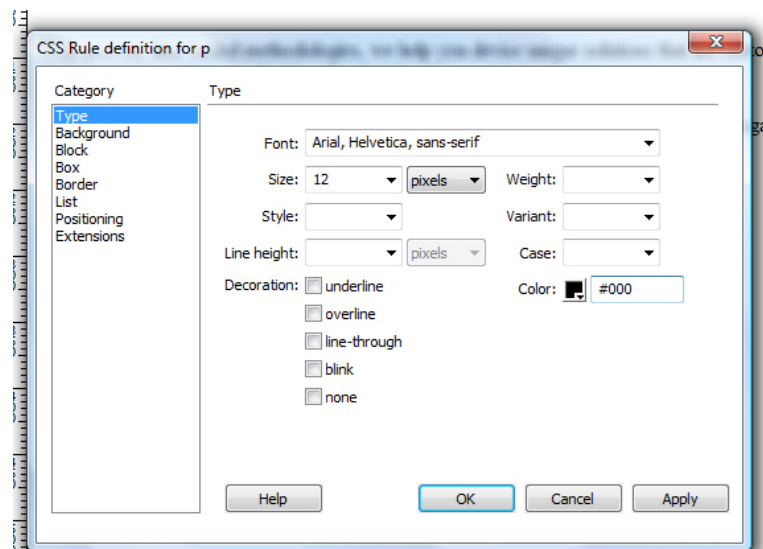 CSS Rule definition for p
Category
Type
Background
Block
Box
Border
List
Positioning
Extensions
Type
Font: Arial, Helvetica, sans-serif
Size: 12 pixels Weight:
Style: Variant:
Line height: pixels Case:
Decoration: underline Color: #000
overline
line-through
blink
none
Help OK Cancel Apply